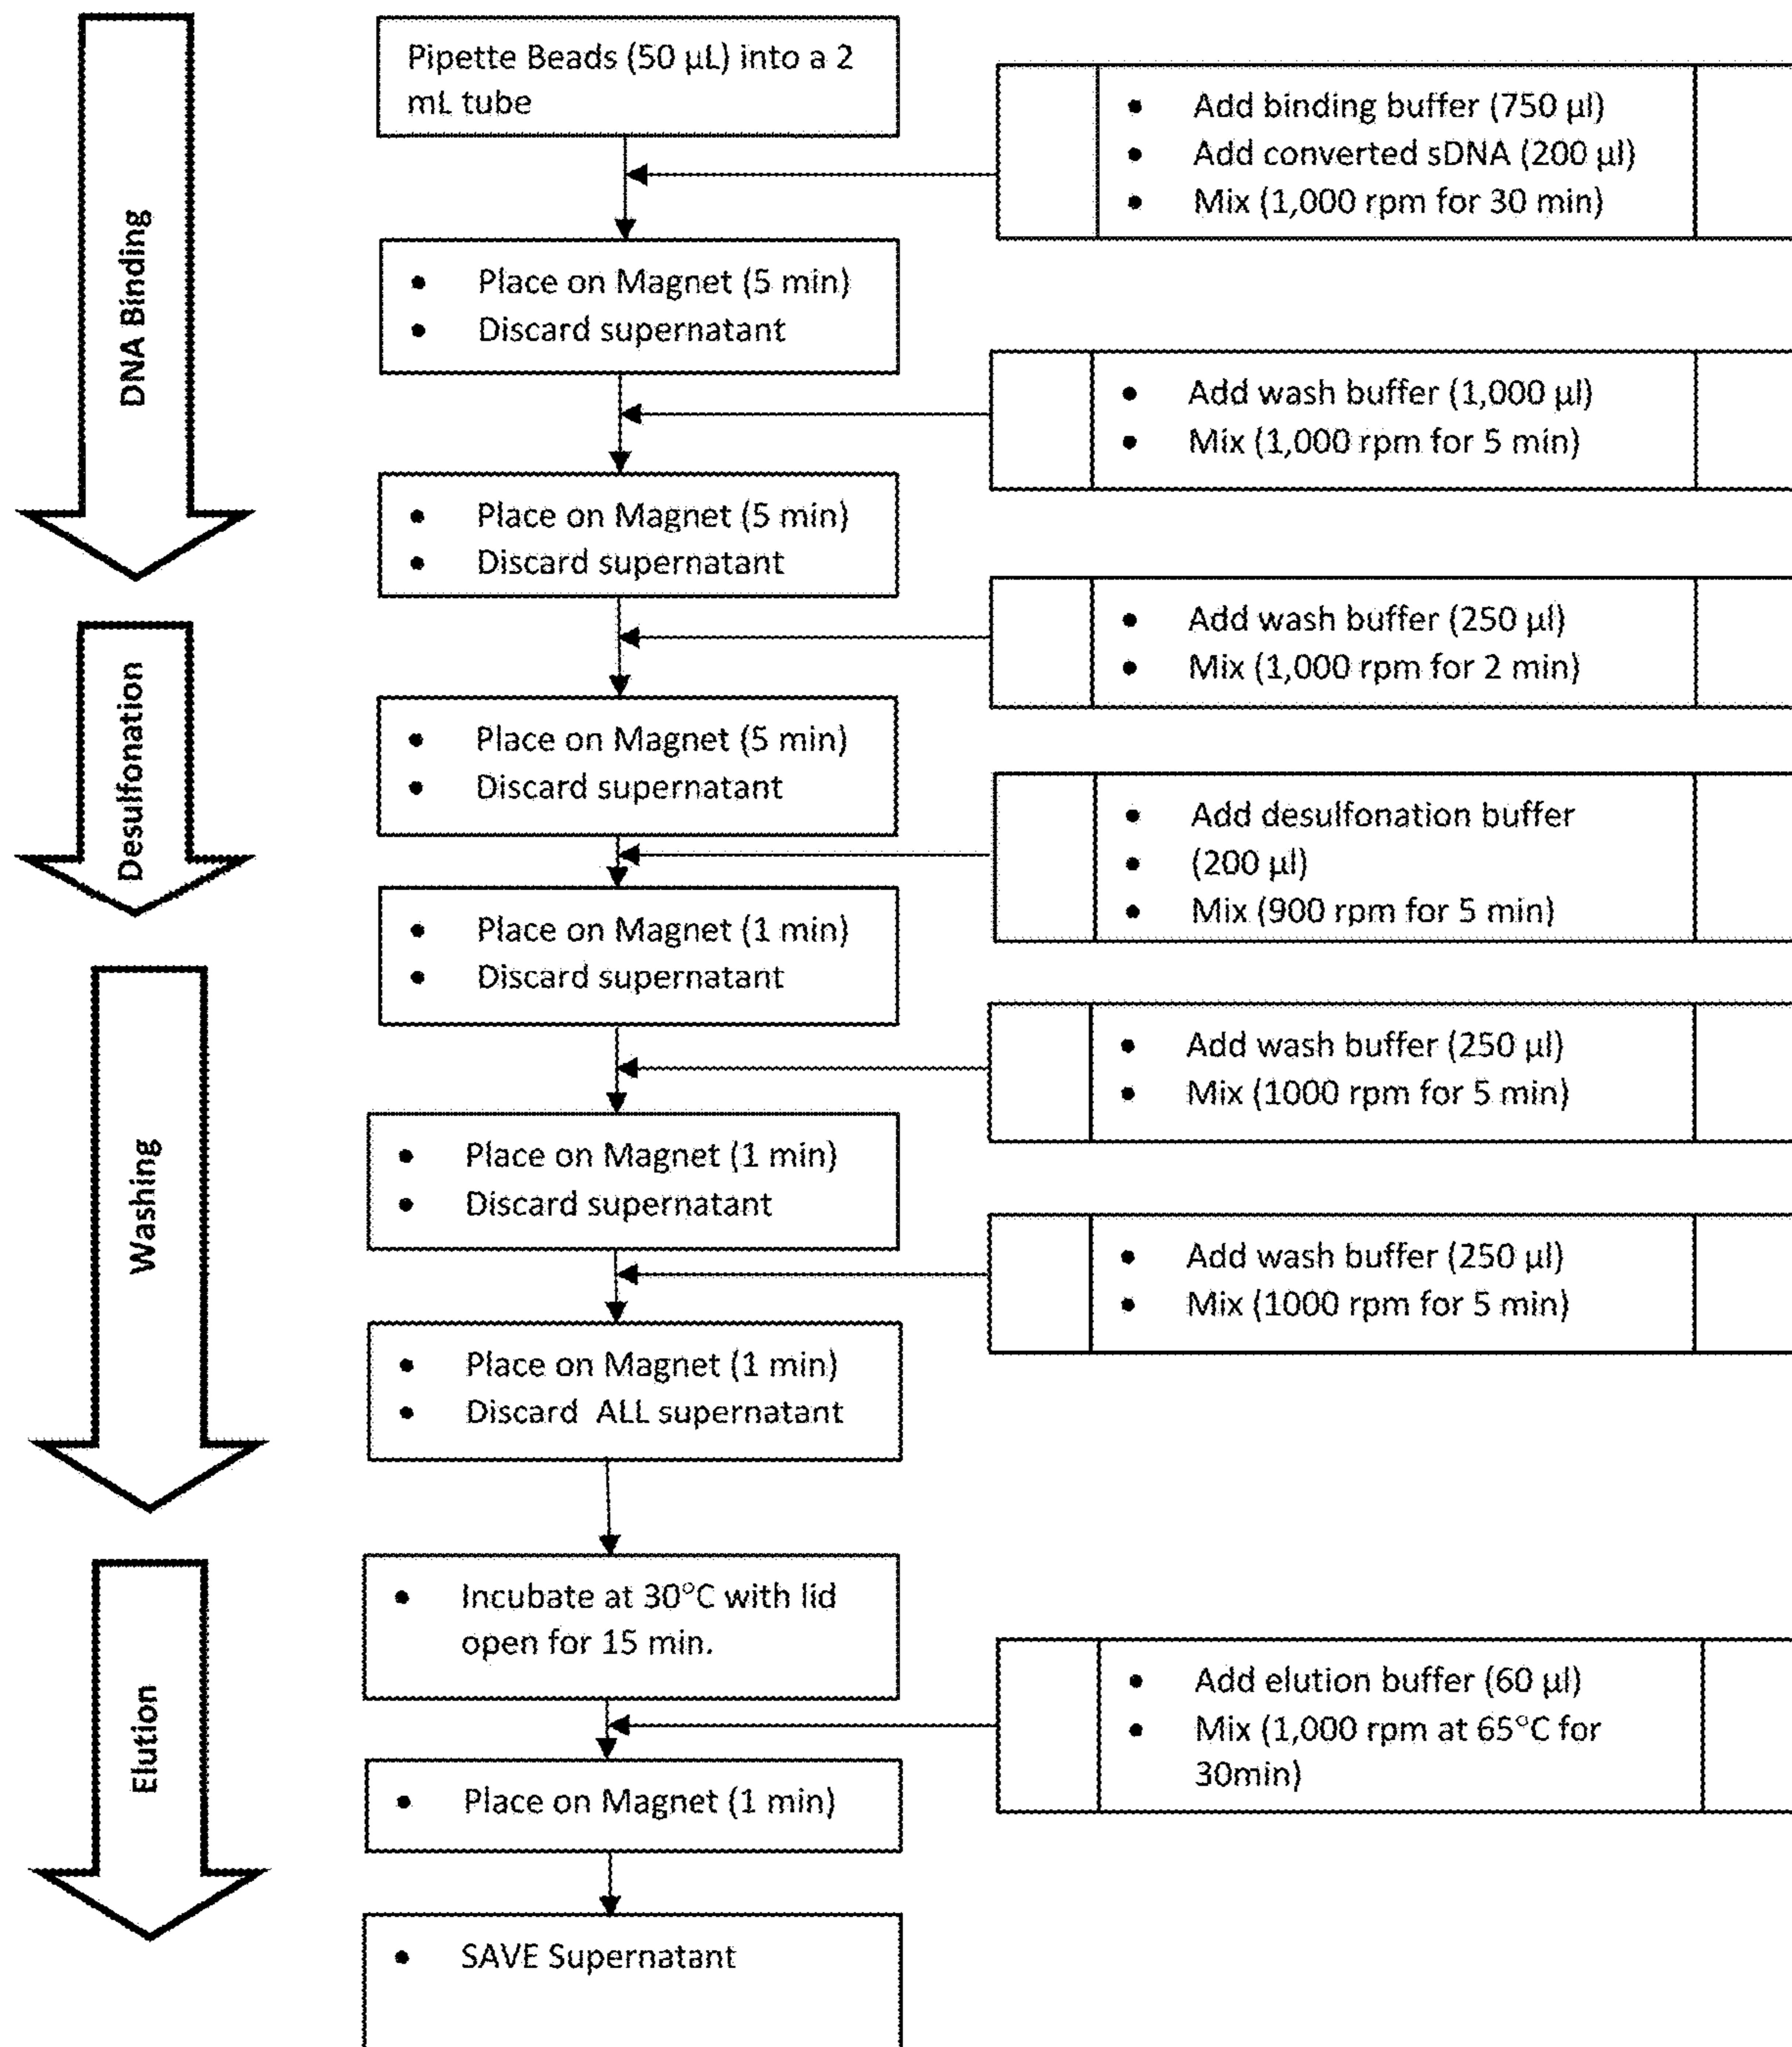 Pipette Beads (50 µL) into a 2
mL tube
• Add binding buffer (750 µl)
• Add converted sDNA (200 µl)
• Mix (1,000 rpm for 30 min)
DNA Binding
• Place on Magnet (5 min)
• Discard supernatant
• Add wash buffer (1,000 µl)
• Mix (1,000 rpm for 5 min)
• Place on Magnet (5 min)
• Discard supernatant
• Add wash buffer (250 µl)
• Mix (1,000 rpm for 2 min)
Desulfonation
• Place on Magnet (5 min)
• Discard supernatant
• Add desulfonation buffer
• (200 µl)
• Mix (900 rpm for 5 min)
• Place on Magnet (1 min)
• Discard supernatant
• Add wash buffer (250 µl)
• Mix (1000 rpm for 5 min)
Washing
• Place on Magnet (1 min)
• Discard supernatant
• Add wash buffer (250 µl)
• Mix (1000 rpm for 5 min)
• Place on Magnet (1 min)
• Discard ALL supernatant
• Incubate at 30°C with lid
open for 15 min.
Elution
• Add elution buffer (60 µl)
• Mix (1,000 rpm at 65°C for
30min)
• Place on Magnet (1 min)
• SAVE Supernatant